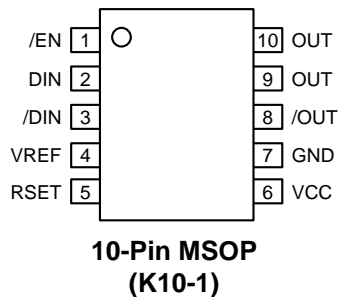 /EN 1
DIN 2
/DIN 3
VREF 4
RSET 5
10 OUT
9 OUT
8 /OUT
7 GND
6 VCC
10-Pin MSOP
(K10-1)